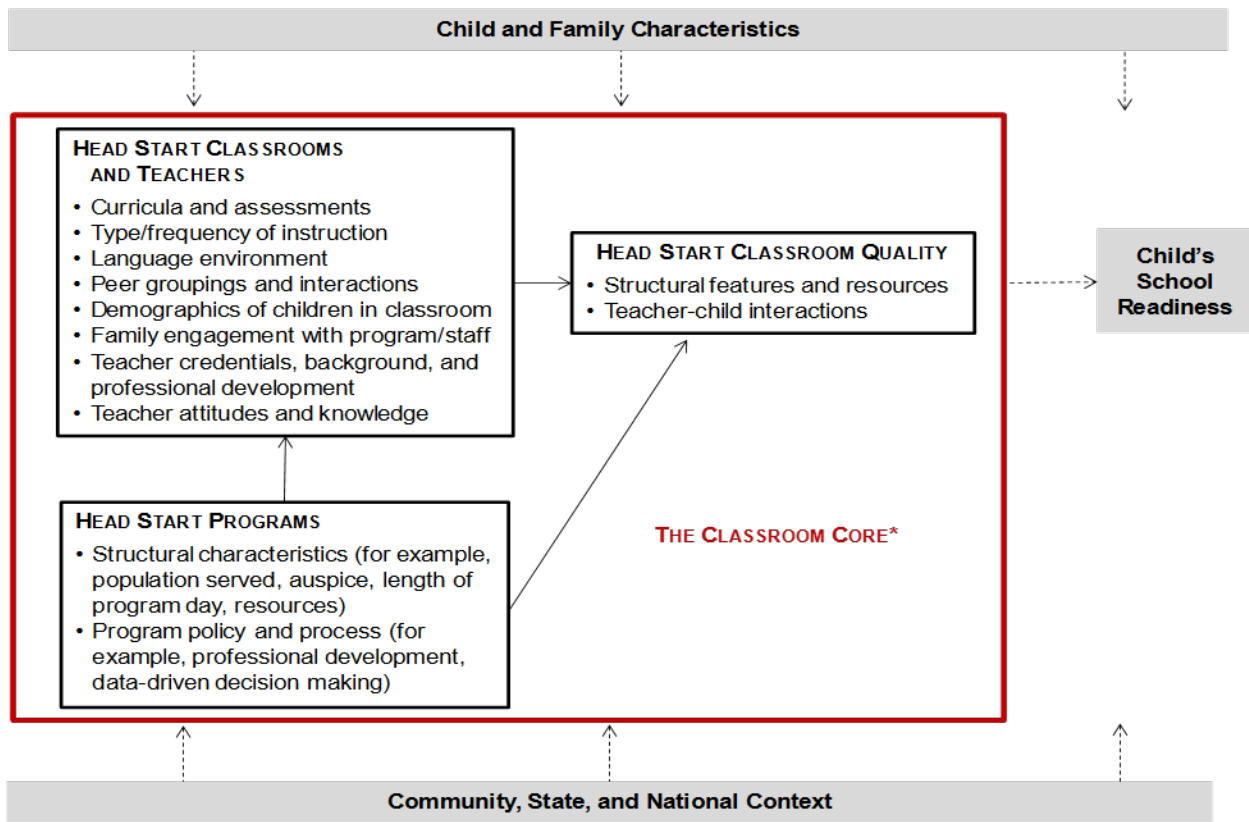 Child and Family Characteristics
HEAD START CLASSROOMS
AND TEACHERS
• Curricula and assessments
• Type/frequency of instruction
• Language environment
• Peer groupings and interactions
• Demographics of children in classroom
• Family engagement with program/staff
• Teacher credentials, background, and
professional development
• Teacher attitudes and knowledge
HEAD START CLASSROOM QUALITY
• Structural features and resources
• Teacher-child interactions
Child’s
School
Readiness
HEAD START PROGRAMS
• Structural characteristics (for example,
population served, auspice, length of
program day, resources)
• Program policy and process (for
example, professional development,
data-driven decision making)
THE CLASSROOM CORE*
Community, State, and National Context